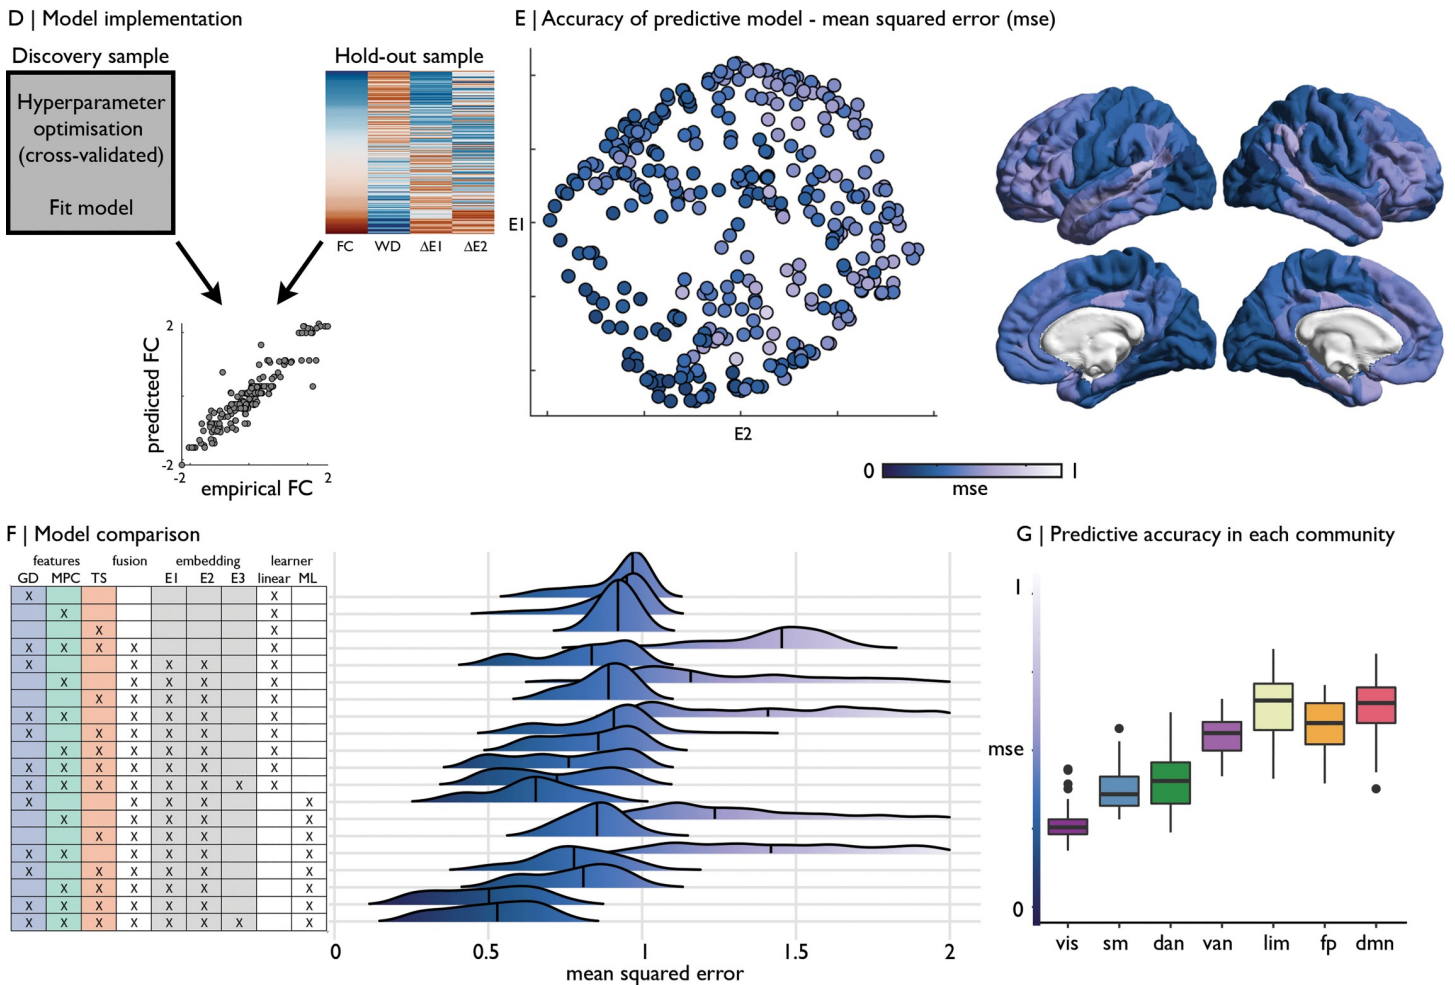 D | Model implementation
Discovery sample
Hyperparameter
optimisation
(cross-validated)
Fit model
Hold-out sample
FC WD ΔE1 ΔE2
2
predicted FC
-2
-2 2
empirical FC
E | Accuracy of predictive model - mean squared error (mse)
E1
E2
0 1
mse
F | Model comparison
features fusion embedding learner
GD MPC TS E1 E2 E3 linear ML
X X
X X
X X
X X X X X
X X X X X
X X X X X
X X X X X
X X X X X X
X X X X X X
X X X X X X
X X X X X X X
X X X X X X X X
X X X X X
X X X X X
X X X X X
X X X X X X
X X X X X X
X X X X X X
X X X X X X X
X X X X X X X X
0 0.5 1 1.5 2
mean squared error
G | Predictive accuracy in each community
1
mse
0
vis sm dan van lim fp dmn